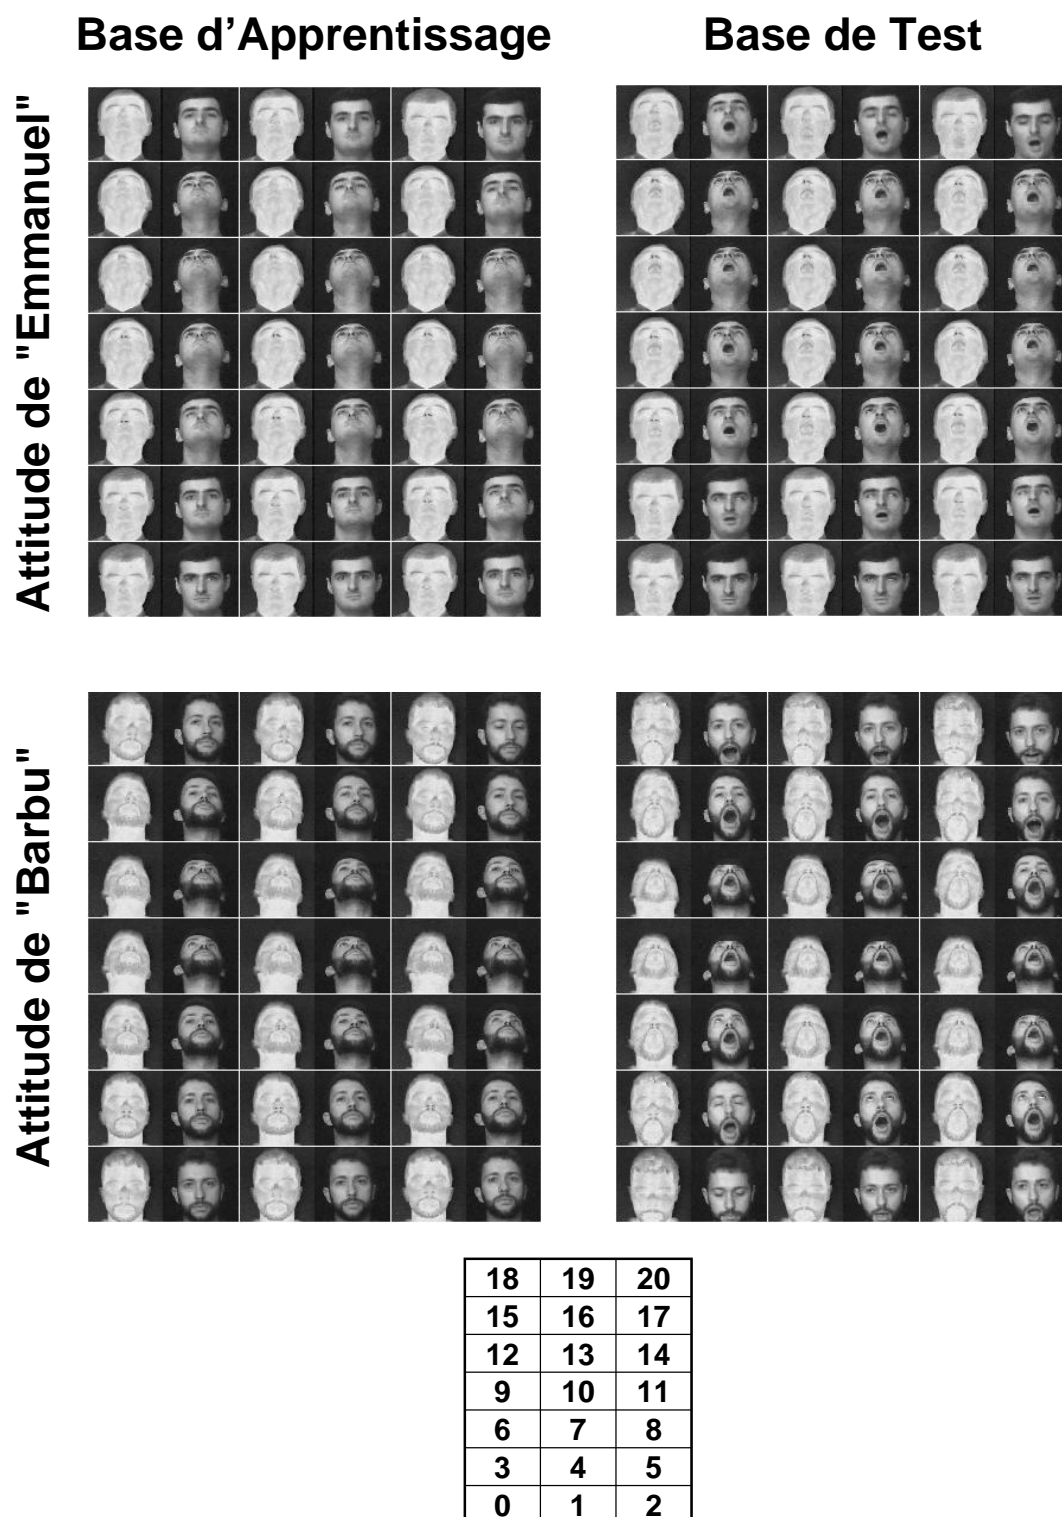 Base d’Apprentissage
Base de Test
Attitude de "Emmanuel"
Attitude de "Barbu"
18 19 20
15 16 17
12 13 14
9 10 11
6 7 8
3 4 5
0 1 2